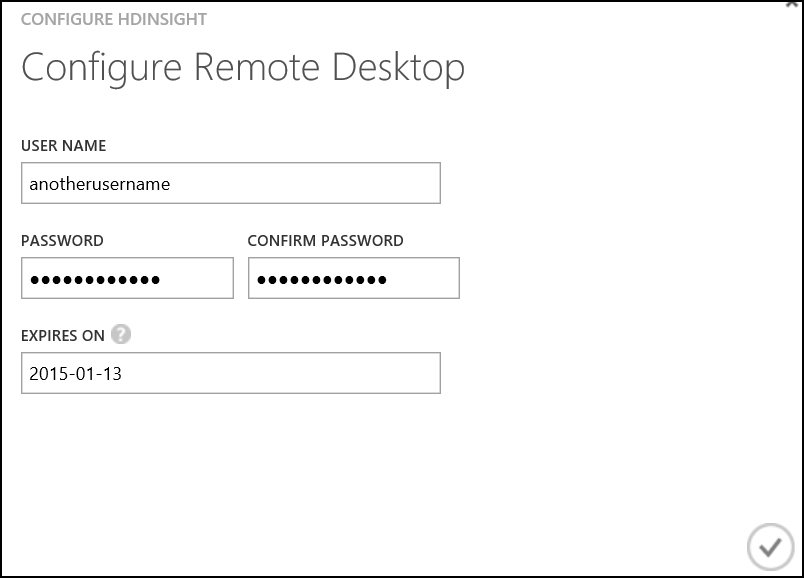 CONFIGURE HDINSIGHT
Configure Remote Desktop
USER NAME
anotherusername
PASSWORD CONFIRM PASSWORD
●●●●●●●●●●●● ●●●●●●●●●●●●
EXPIRES ON ?
2015-01-13